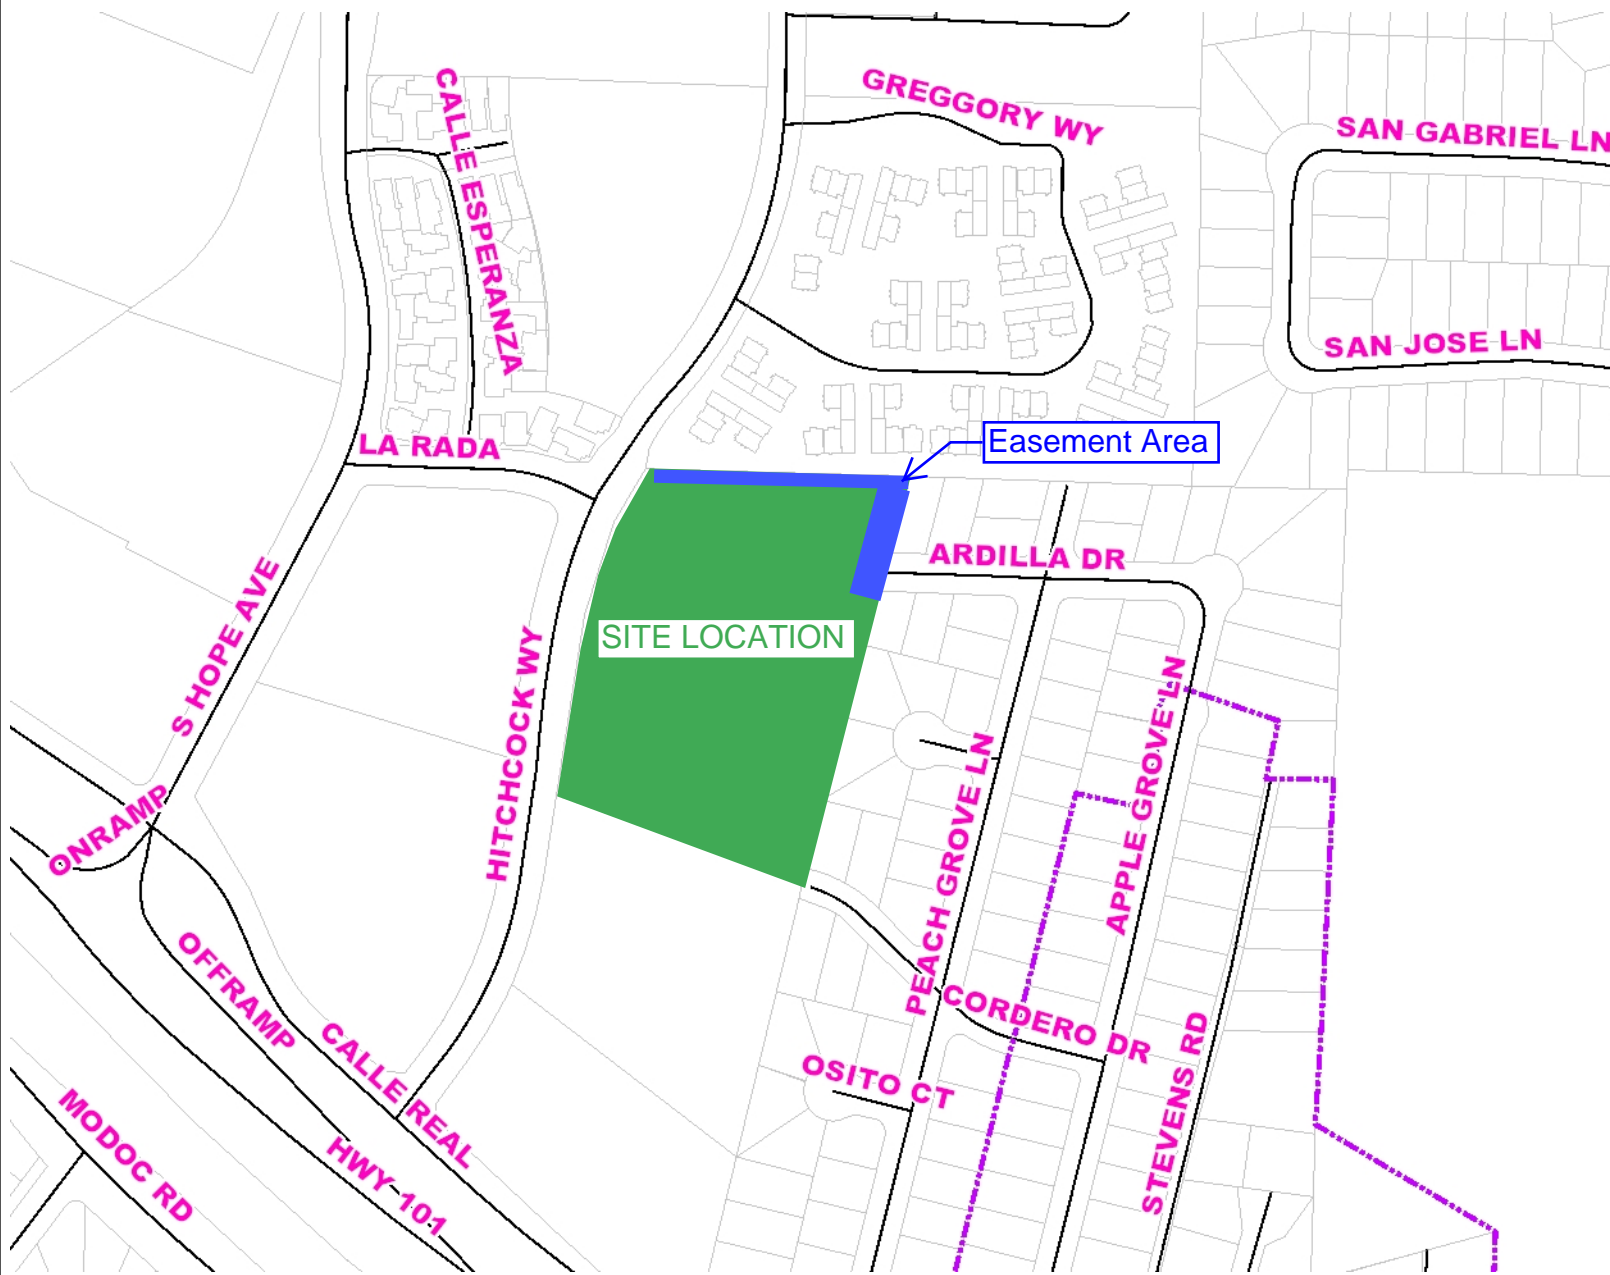 GREGGORY WY
CALLE ESPERANZA
SAN GABRIEL LN
SAN JOSE LN
LA RADA
Easement Area
ARDILLA DR
S HOPE AVE
SITE LOCATION
HITCHCOCK WY
PEACH GROVE LN
APPLE GROVE LN
ONRAMP
OFFRAMP
CALLE REAL
CORDERO DR
OSITO CT
STEVENS RD
MODOC RD
HWY 101